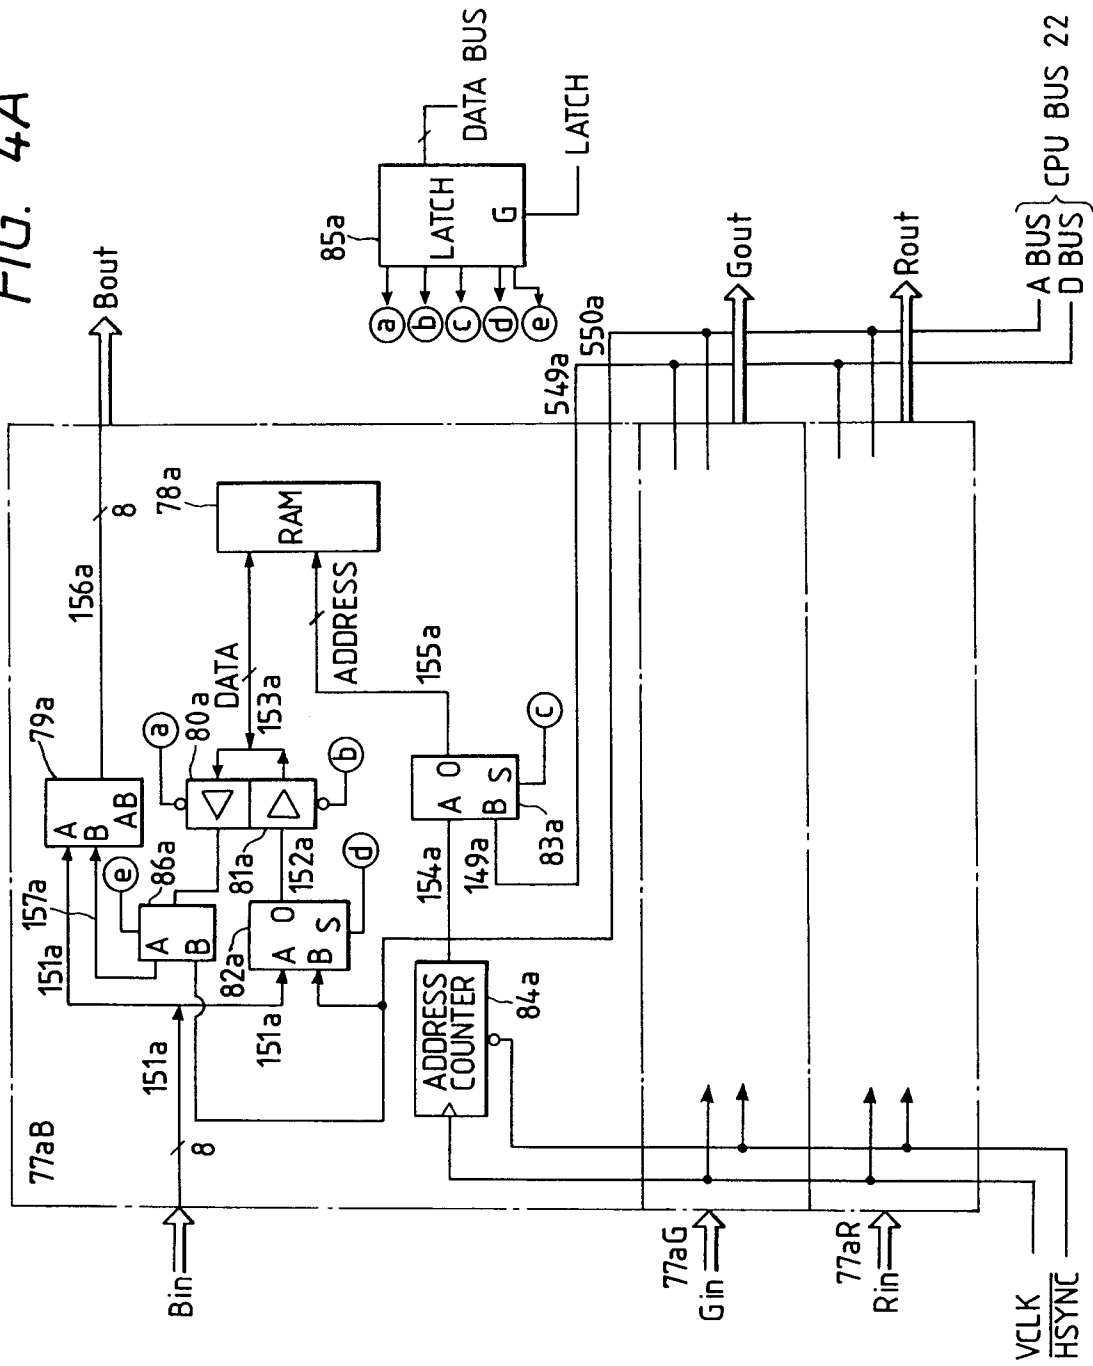 FIG. 4A
77aB
Bin
151a
8
151a
157a
151a
e
86a
A
B
79a
A
B
AB
156a
8
Bout
a
80a
81a
b
DATA
153a
78a
RAM
ADDRESS
82a
A
B
O
S
152a
d
84a
ADDRESS
COUNTER
154a
149a
83a
A
B
O
S
c
155a
85a
LATCH
G
DATA BUS
LATCH
a
b
c
d
e
549a
550a
77aG
Gin
Gout
77aR
Rin
Rout
VCLK
HSYNC
A BUS
D BUS
CPU BUS 22